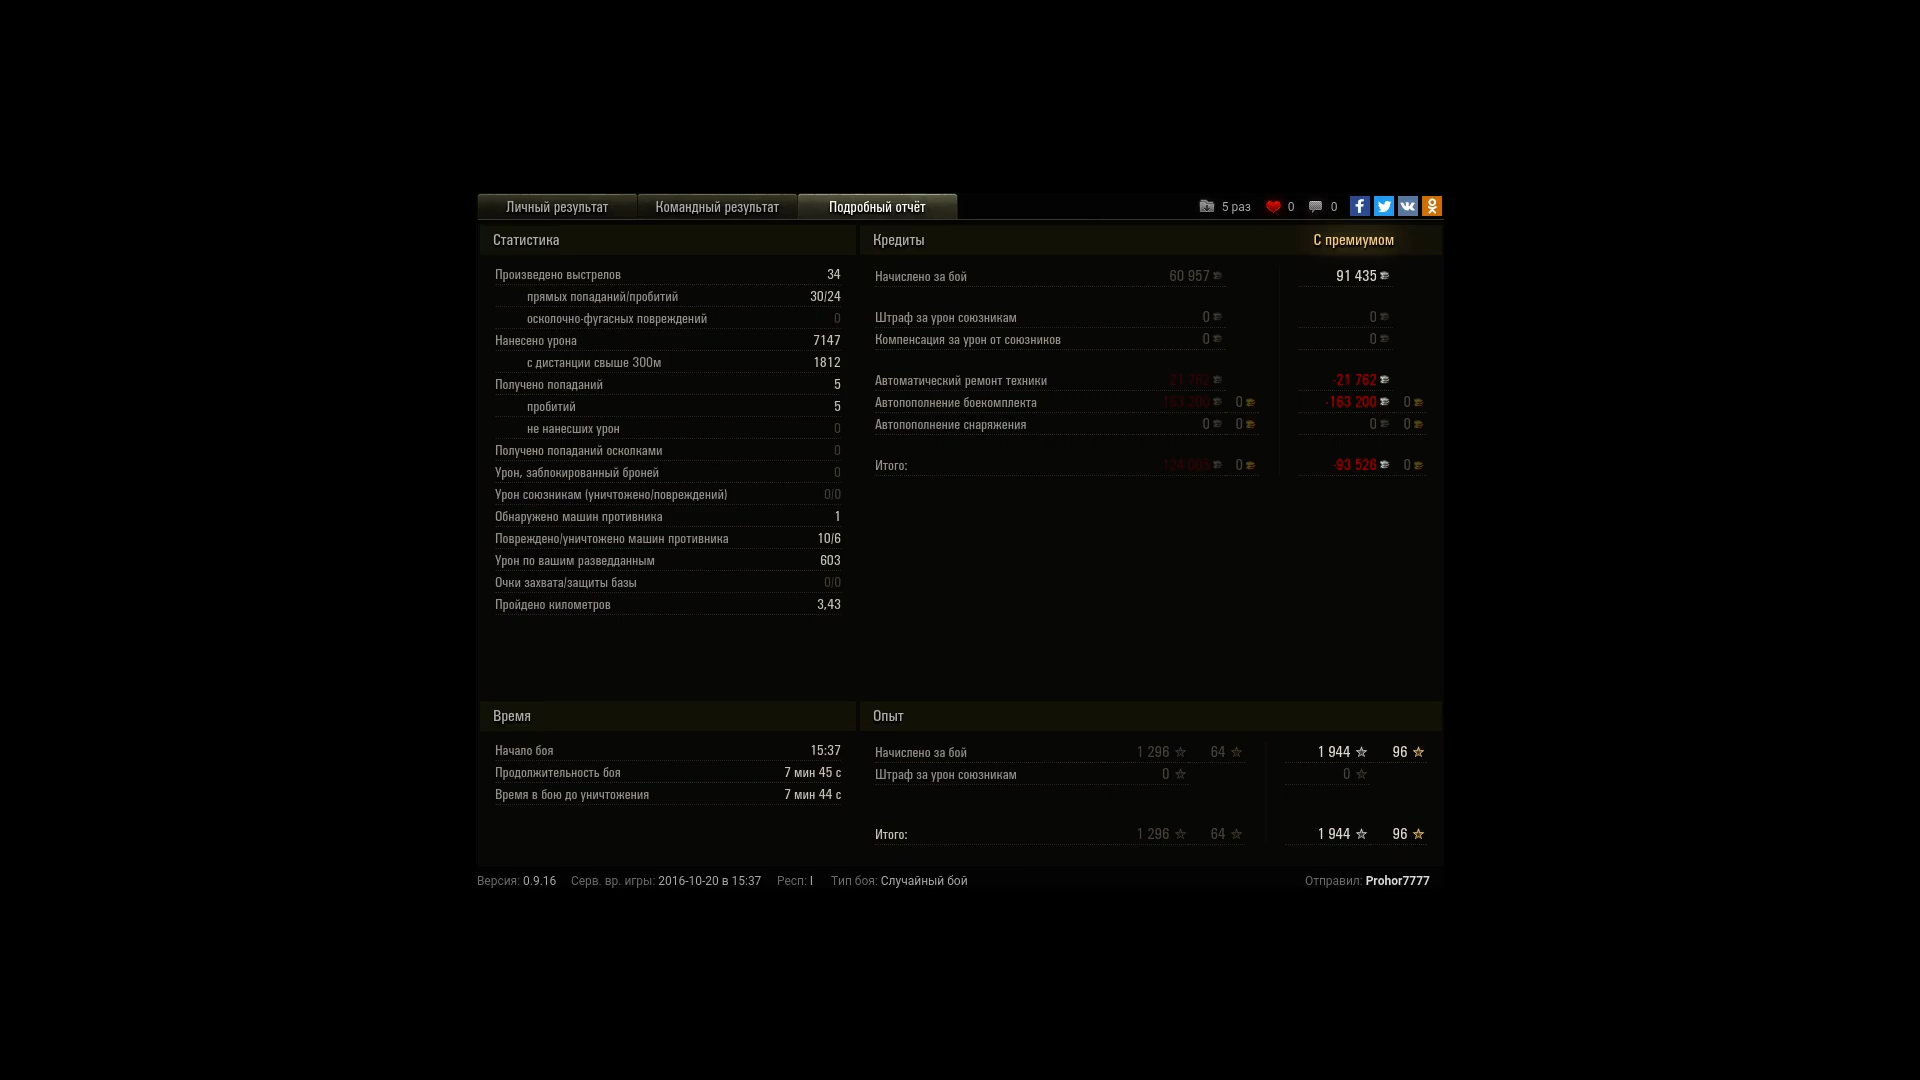 Личный результат Командный результат Подробный отчёт 5 раз 0 0
Статистика
Произведено выстрелов 34
прямых попаданий/пробитий 30/24
осколочно-фугасных повреждений 0
Нанесено урона 7147
с дистанции свыше 300м 1812
Получено попаданий 5
пробитий 5
не нанесших урон 0
Получено попаданий осколками 0
Урон, заблокированный броней 0
Урон союзникам (уничтожено/повреждений) 0/0
Обнаружено машин противника 1
Повреждено/уничтожено машин противника 10/6
Урон по вашим разведданным 603
Очки захвата/защиты базы 0/0
Пройдено километров 3,43
Кредиты С премиумом
Начислено за бой 60 957 91 435
Штраф за урон союзникам 0 0
Компенсация за урон от союзников 0 0
Автоматический ремонт техники -21 762 -21 762
Автопополнение боекомплекта -163 200 0 -163 200 0
Автопополнение снаряжения 0 0 0 0
Итого: -124 005 0 -93 526 0
Время
Начало боя 15:37
Продолжительность боя 7 мин 45 с
Время в бою до уничтожения 7 мин 44 с
Опыт
Начислено за бой 1 296 64 1 944 96
Штраф за урон союзникам 0 0
Итого: 1 296 64 1 944 96
Версия: 0.9.16 Серв. вр. игры: 2016-10-20 в 15:37 Респ: I Тип боя: Случайный бой Отправил: Prohor7777